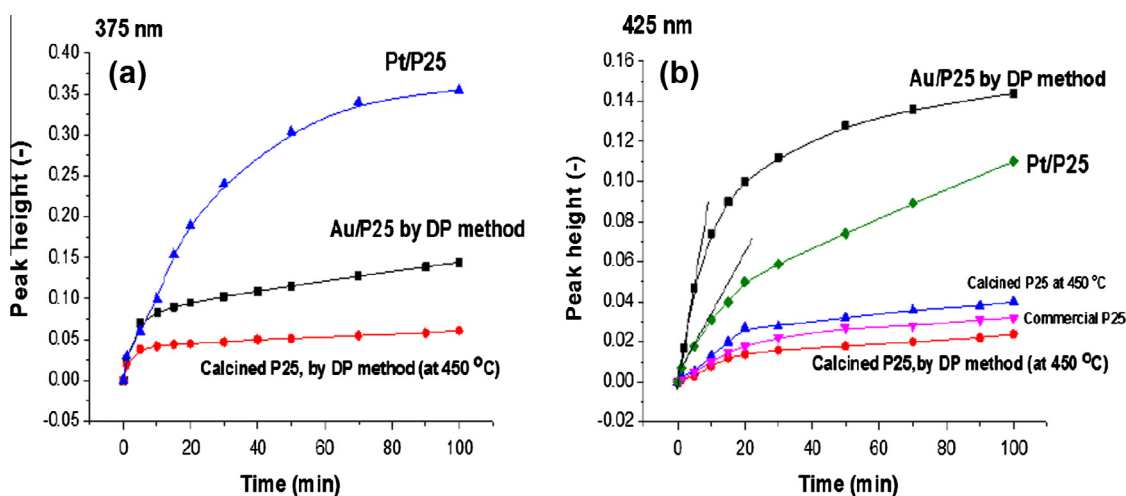 375 nm
(a)
Pt/P25
Au/P25 by DP method
Calcined P25, by DP method (at 450 °C)
Peak height (-)
0.40
0.35
0.30
0.25
0.20
0.15
0.10
0.05
0.00
-0.05
0 20 40 60 80 100
Time (min)
425 nm
(b)
Au/P25 by DP method
Pt/P25
Calcined P25 at 450 °C
Commercial P25
Calcined P25,by DP method (at 450 °C)
Peak height (-)
0.16
0.14
0.12
0.10
0.08
0.06
0.04
0.02
0.00
-0.02
0 20 40 60 80 100
Time (min)